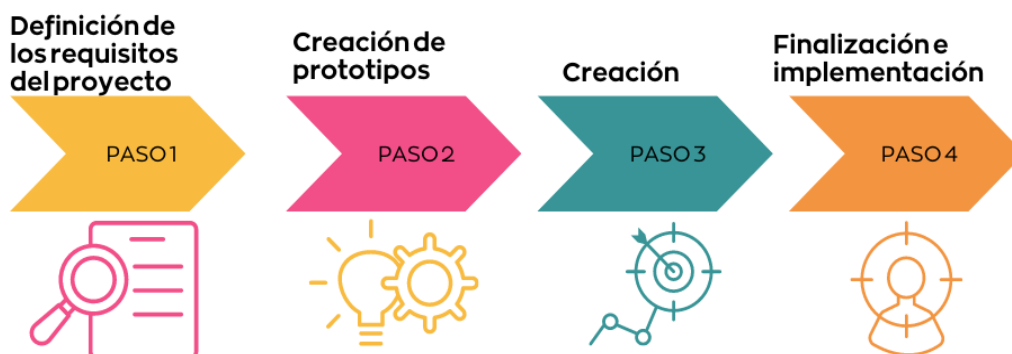 Definición de
los requisitos
del proyecto
Creación de
prototipos
Creación
Finalización e
implementación
PASO 1
PASO 2
PASO 3
PASO 4